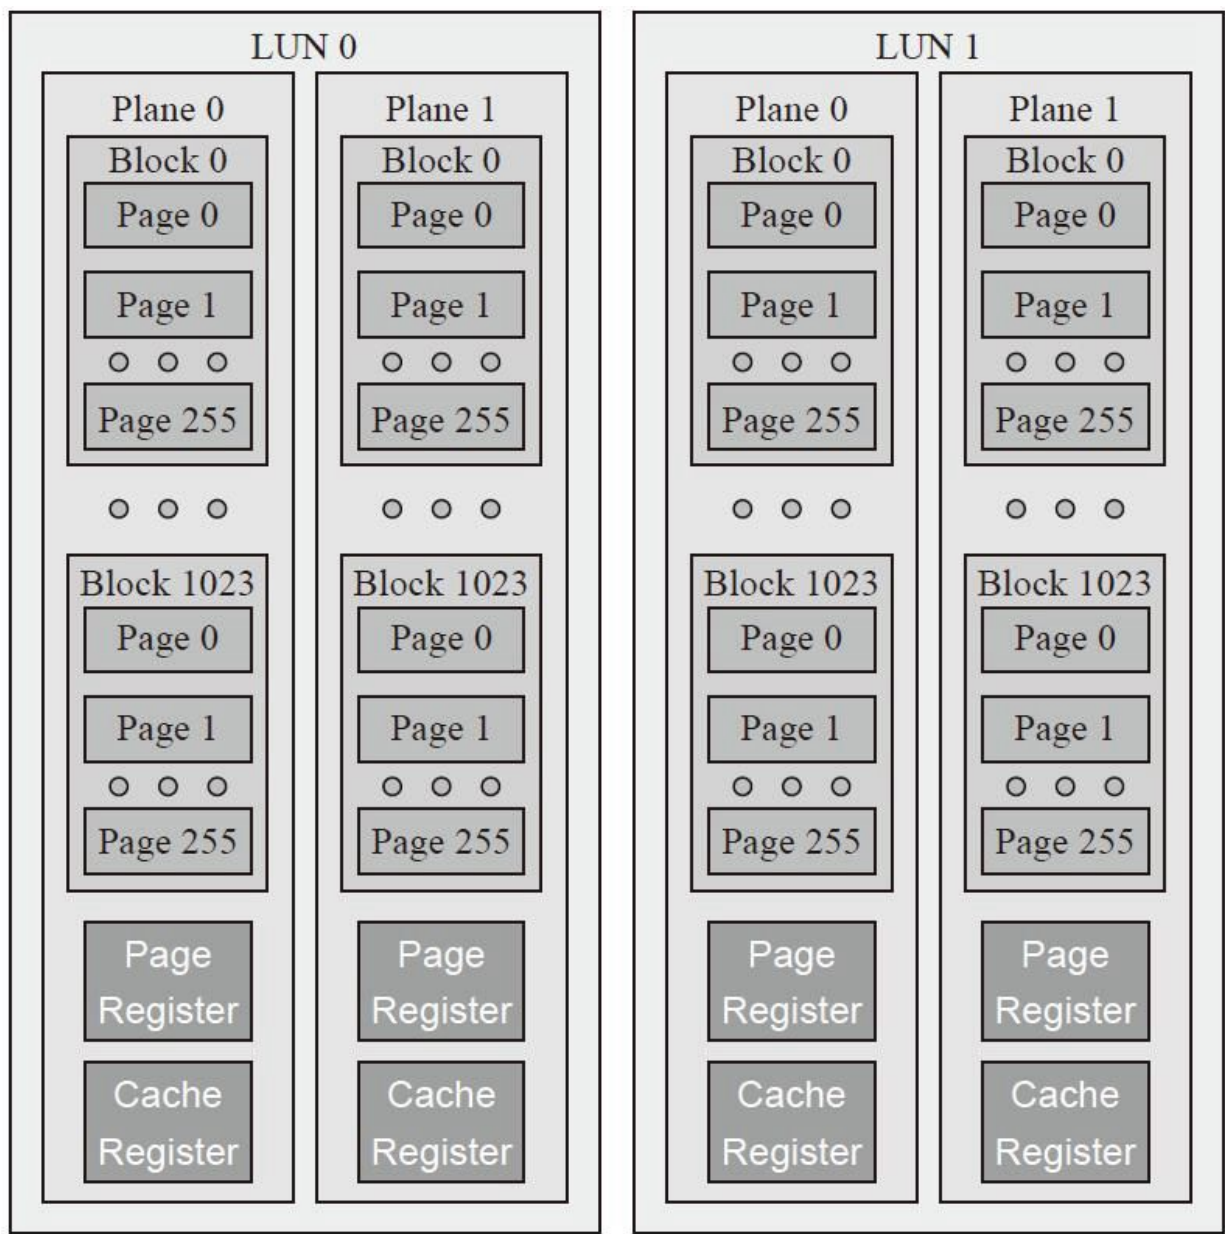 LUN 0
Plane 0
Block 0
Page 0
Page 1
Page 255
Block 1023
Page 0
Page 1
Page 255
Page
Register
Cache
Register
Plane 1
Block 0
Page 0
Page 1
Page 255
Block 1023
Page 0
Page 1
Page 255
Page
Register
Cache
Register
LUN 1
Plane 0
Block 0
Page 0
Page 1
Page 255
Block 1023
Page 0
Page 1
Page 255
Page
Register
Cache
Register
Plane 1
Block 0
Page 0
Page 1
Page 255
Block 1023
Page 0
Page 1
Page 255
Page
Register
Cache
Register